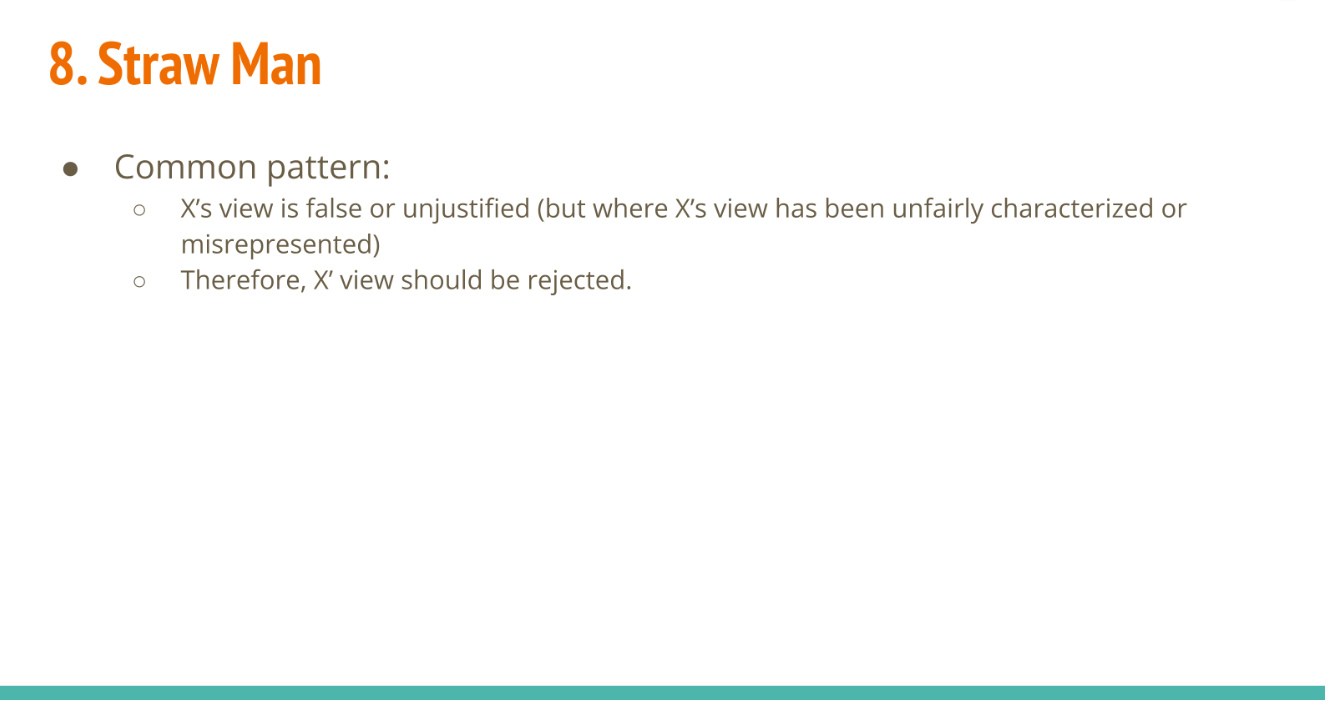 8. Straw Man
● Common pattern:
○ X’s view is false or unjustified (but where X’s view has been unfairly characterized or
misrepresented)
○ Therefore, X’ view should be rejected.